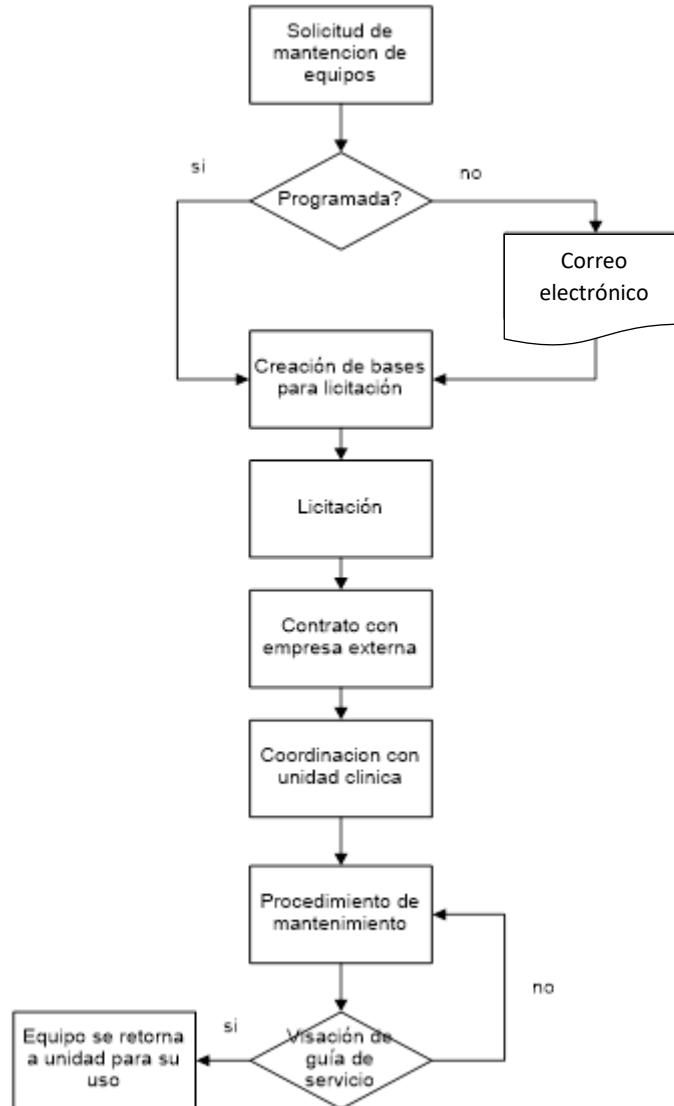 Solicitud de
mantencion de
equipos
si
no
Programada?
Correo
electrónico
Creación de bases
para licitación
Licitación
Contrato con
empresa externa
Coordinacion con
unidad clinica
Procedimiento de
mantenimiento
no
si
Visación de
guía de
servicio
Equipo se retorna
a unidad para su
uso